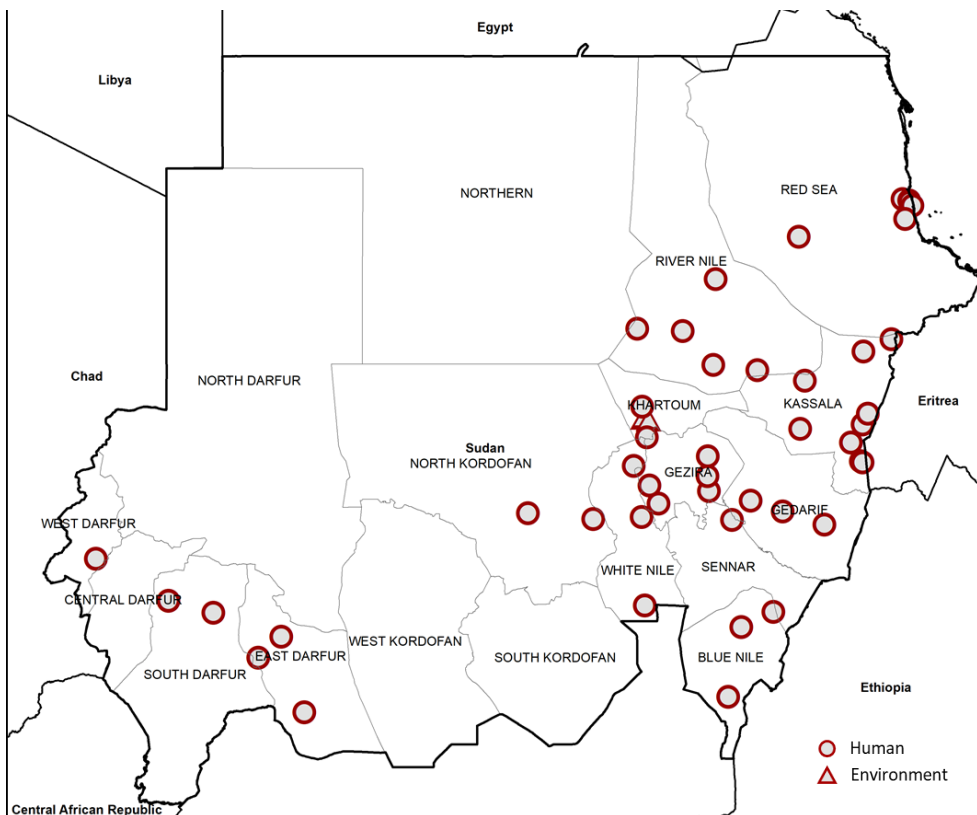 Egypt
Libya
RED SEA
NORTHERN
RIVER NILE
Chad
NORTH DARFUR
KHARTOUM
KASSALA
Eritrea
Sudan
NORTH KORDOFAN
GEZIRA
GEDARIF
WEST DARFUR
WHITE NILE
SENNAR
CENTRAL DARFUR
WEST KORDOFAN
EAST DARFUR
SOUTH KORDOFAN
BLUE NILE
SOUTH DARFUR
Ethiopia
Human
Environment
Central African Republic